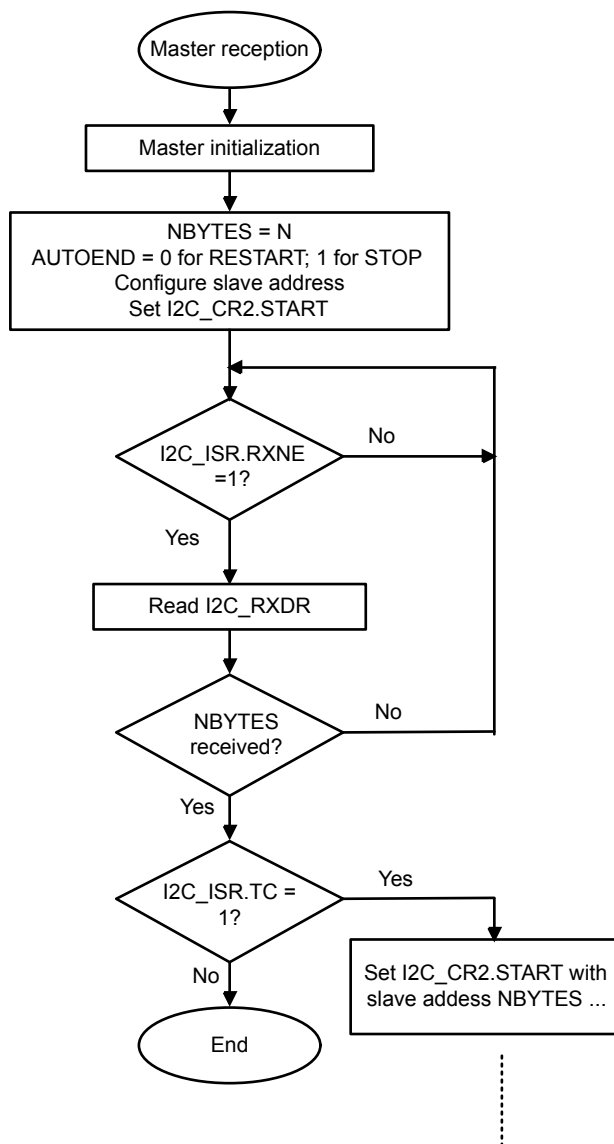 Master reception
Master initialization
NBYTES = N
AUTOEND = 0 for RESTART; 1 for STOP
Configure slave address
Set I2C_CR2.START
I2C_ISR.RXNE
=1?
No
Yes
Read I2C_RXDR
NBYTES
received?
No
Yes
I2C_ISR.TC =
1?
Yes
No
Set I2C_CR2.START with
slave addess NBYTES ...
End